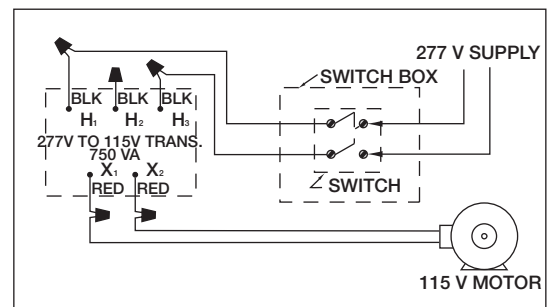 277 V SUPPLY
SWITCH BOX
BLK BLK BLK
H₁ H₂ H₃
277V TO 115V TRANS.
750 VA
X₁ X₂
RED RED
SWITCH
115 V MOTOR